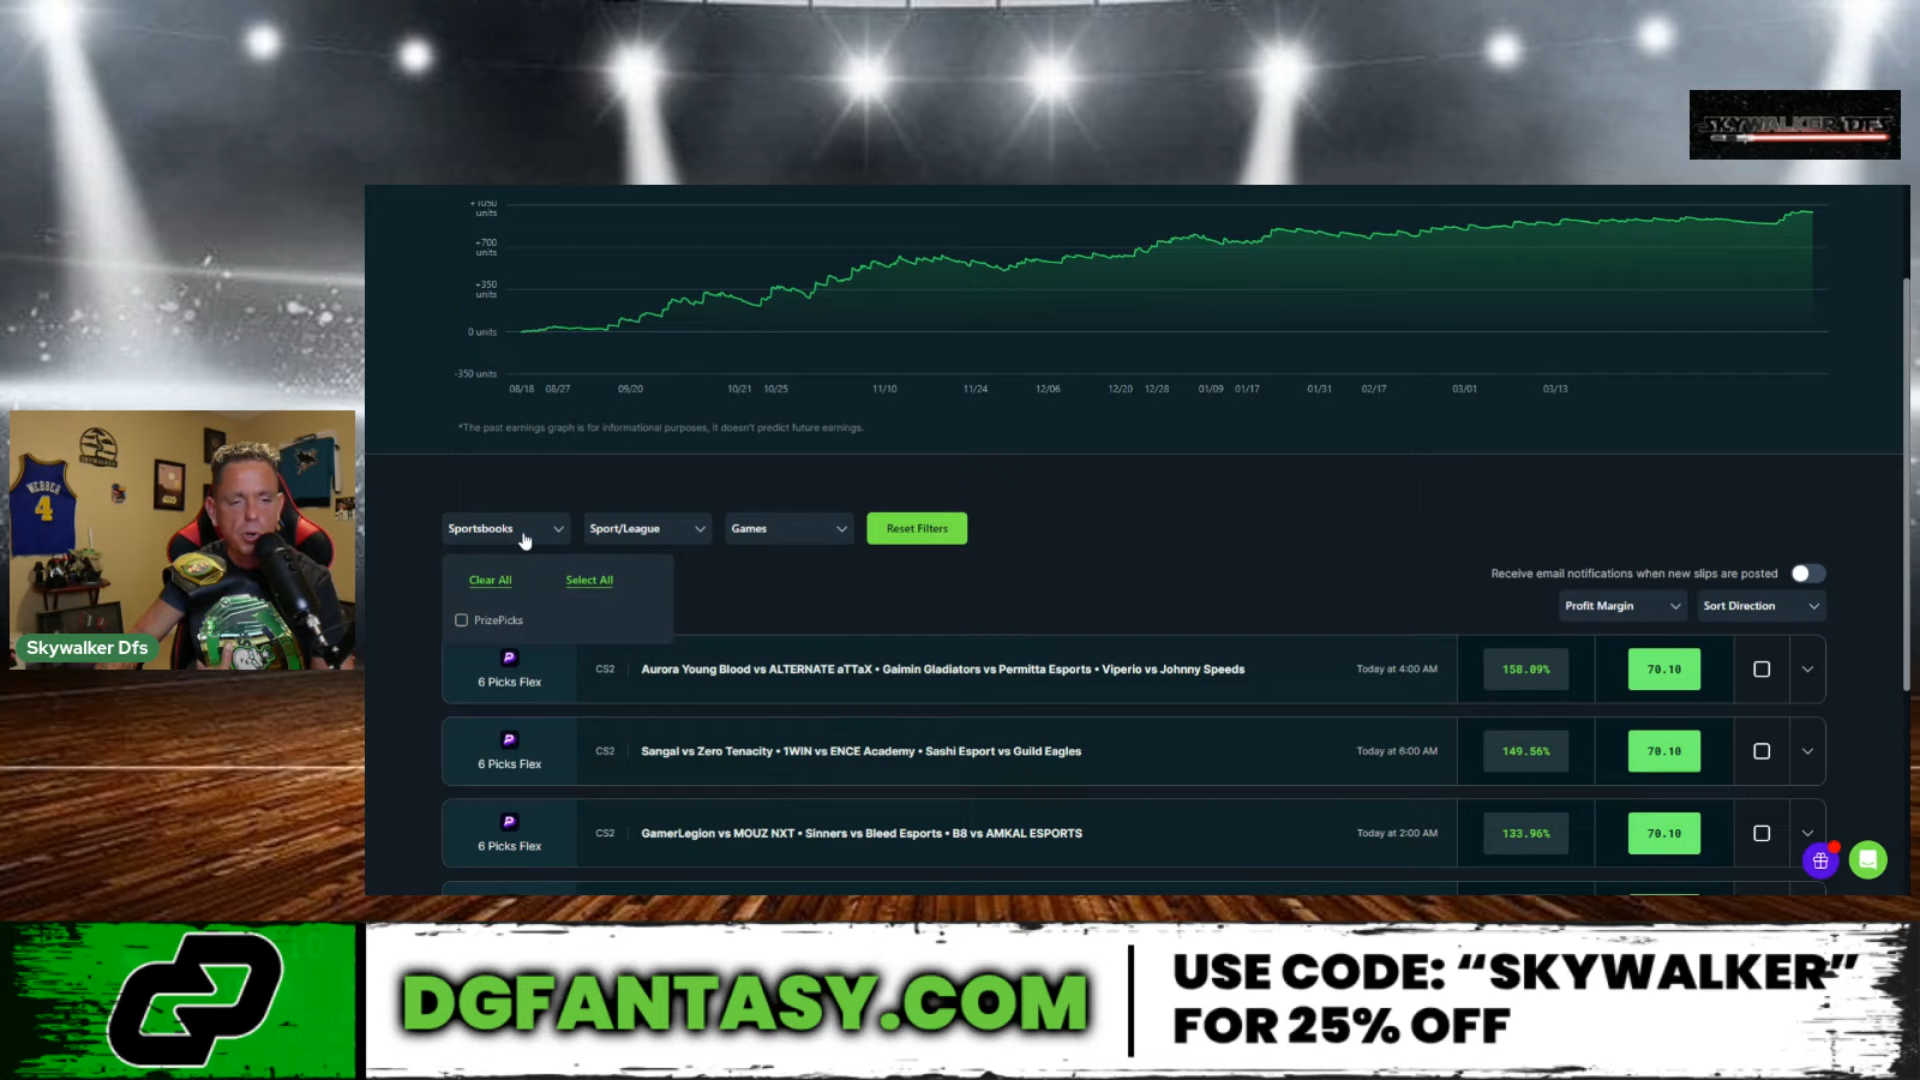 SKYWALKER DFS
+1050
units
+700
units
+350
units
0 units
-350 units
08/18 08/27 09/20 10/21 10/25 11/10 11/24 12/06 12/20 12/28 01/09 01/17 01/31 02/17 03/01 03/13
*The past earnings graph is for informational purposes, it doesn't predict future earnings.
Sportsbooks Sport/League Games Reset Filters
Clear All Select All
PrizePicks
Receive email notifications when new slips are posted
Profit Margin Sort Direction
6 Picks Flex
CS2 Aurora Young Blood vs ALTERNATE aTTaX • Gaimin Gladiators vs Permitta Esports • Viperio vs Johnny Speeds Today at 4:00 AM 158.09% 70.10
6 Picks Flex
CS2 Sangal vs Zero Tenacity • 1WIN vs ENCE Academy • Sashi Esport vs Guild Eagles Today at 6:00 AM 149.56% 70.10
6 Picks Flex
CS2 GamerLegion vs MOUZ NXT • Sinners vs Bleed Esports • B8 vs AMKAL ESPORTS Today at 2:00 AM 133.96% 70.10
WEBBER
4
Skywalker Dfs
DGFANTASY.COM
USE CODE: “SKYWALKER”
FOR 25% OFF